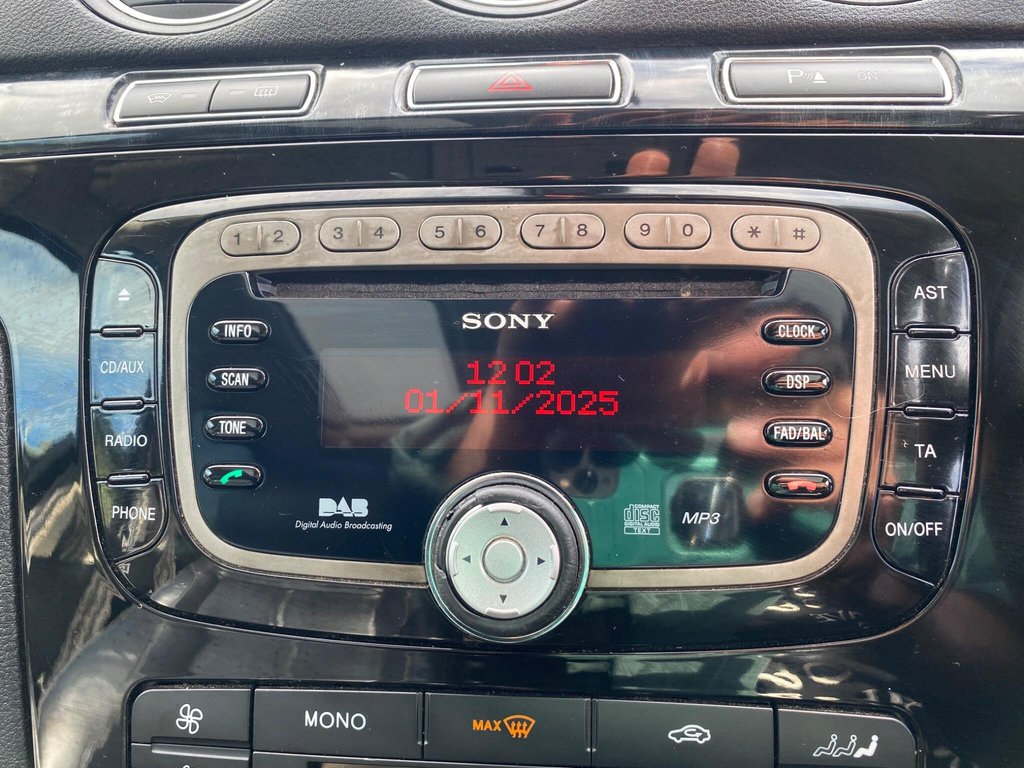 P ON
1 2 3 4 5 6 7 8 9 0 * #
SONY
INFO
CLOCK
AST
CD/AUX
SCAN
12 02
DSP
MENU
01/11/2025
RADIO
TONE
FAD/BAL
TA
PHONE
DAB
Digital Audio Broadcasting
COMPACT
disc
DIGITAL AUDIO
TEXT
MP3
ON/OFF
MONO
MAX